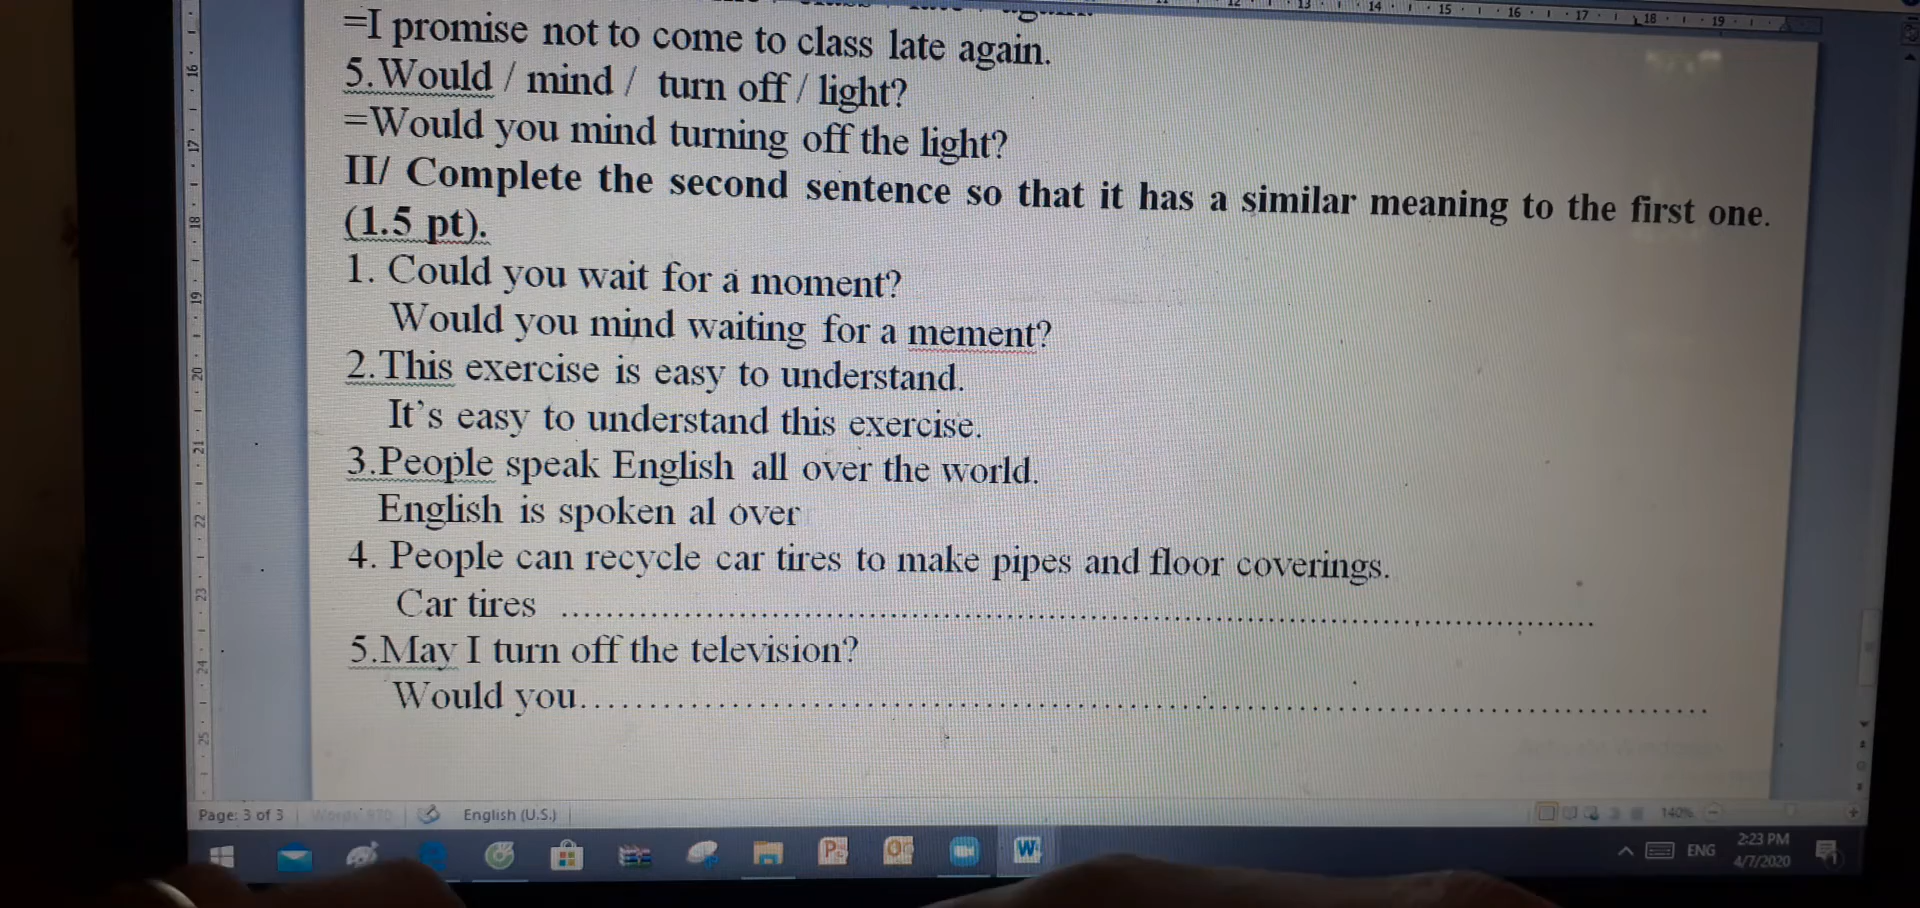 =I promise not to come to class late again.
5.Would / mind / turn off / light?
=Would you mind turning off the light?
II/ Complete the second sentence so that it has a similar meaning to the first one.
(1.5 pt).
1. Could you wait for a moment?
Would you mind waiting for a mement?
2.This exercise is easy to understand.
It's easy to understand this exercise.
3.People speak English all over the world.
English is spoken al over
4. People can recycle car tires to make pipes and floor coverings.
Car tires ................................................................
5.May I turn off the television?
Would you................................................................
Page: 3 of 3 English (U.S.) 140%
2:23 PM
ENG
4/7/2020